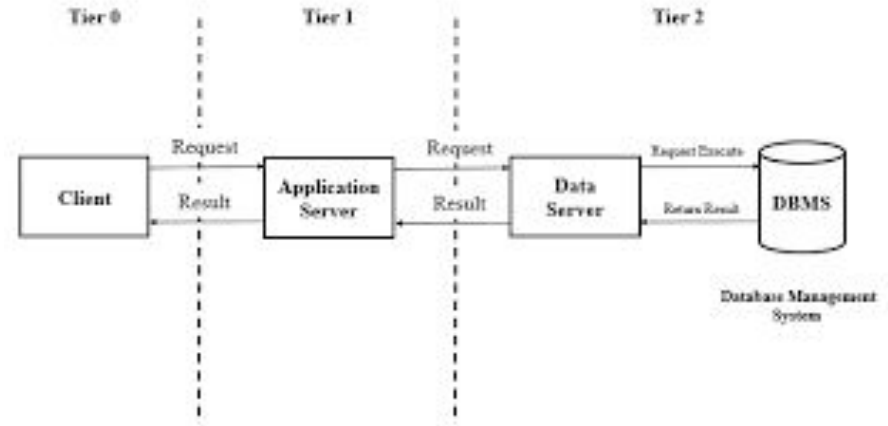 Tier 0
Tier 1
Tier 2
Request
Request
Request Execute
Client
Application
Server
Data
Server
DBMS
Result
Result
Return Result
Database Management
System